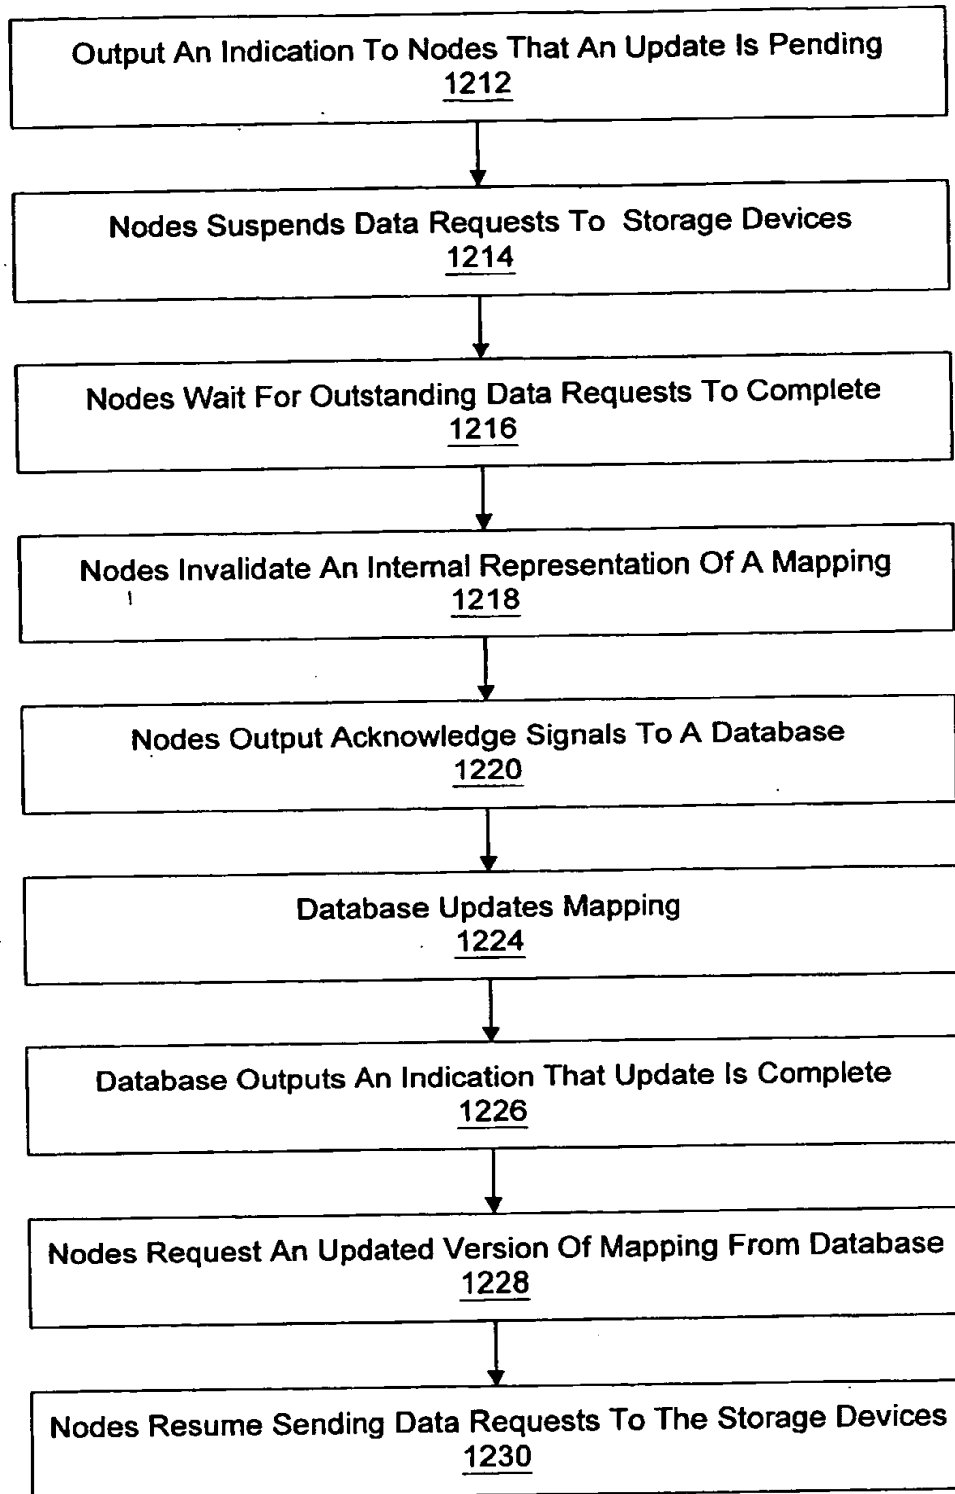 Output An Indication To Nodes That An Update Is Pending
1212
Nodes Suspends Data Requests To Storage Devices
1214
Nodes Wait For Outstanding Data Requests To Complete
1216
Nodes Invalidate An Internal Representation Of A Mapping
1218
Nodes Output Acknowledge Signals To A Database
1220
Database Updates Mapping
1224
Database Outputs An Indication That Update Is Complete
1226
Nodes Request An Updated Version Of Mapping From Database
1228
Nodes Resume Sending Data Requests To The Storage Devices
1230